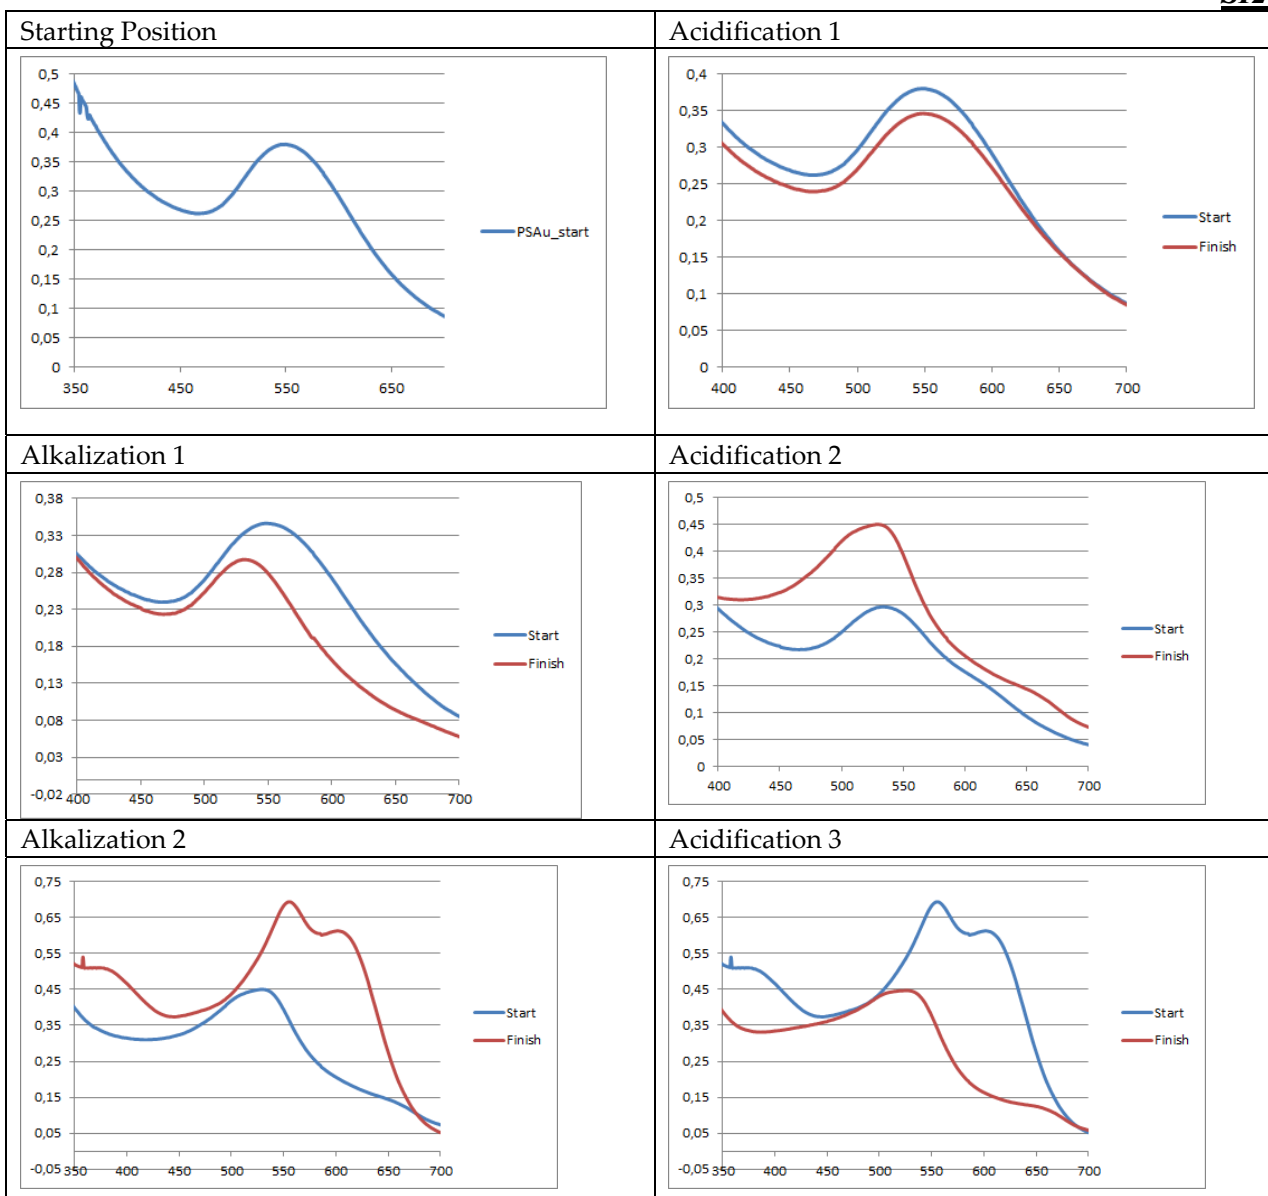 Starting Position
0,5
0,45
0,4
0,35
0,3
0,25
0,2
0,15
0,1
0,05
0
350 450 550 650
PSAu_start
Acidification 1
0,4
0,35
0,3
0,25
0,2
0,15
0,1
0,05
0
400 450 500 550 600 650 700
Start
Finish
Alkalization 1
0,38
0,33
0,28
0,23
0,18
0,13
0,08
0,03
-0,02
400 450 500 550 600 650 700
Start
Finish
Acidification 2
0,5
0,45
0,4
0,35
0,3
0,25
0,2
0,15
0,1
0,05
0
400 450 500 550 600 650 700
Start
Finish
Alkalization 2
0,75
0,65
0,55
0,45
0,35
0,25
0,15
0,05
-0,05
350 400 450 500 550 600 650 700
Start
Finish
Acidification 3
0,75
0,65
0,55
0,45
0,35
0,25
0,15
0,05
-0,05
350 400 450 500 550 600 650 700
Start
Finish